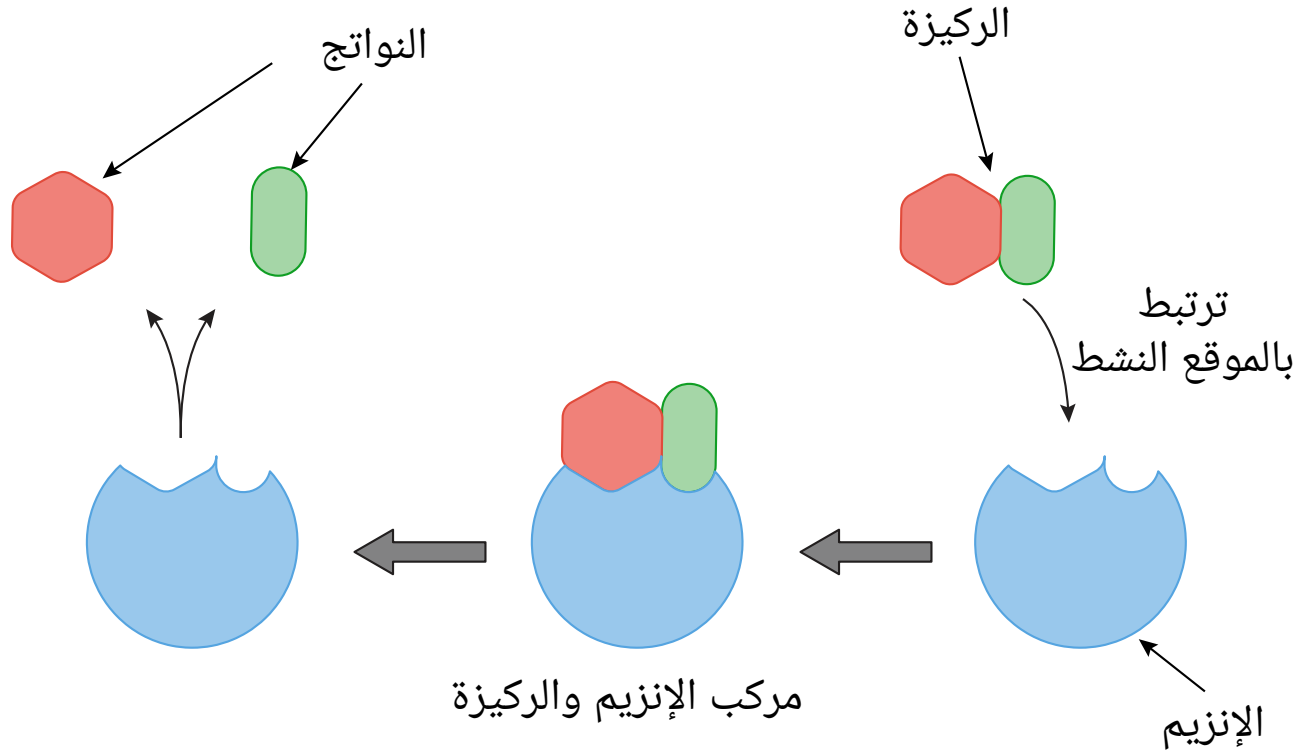 الركيزة
النواتج
ترتبط
بالموقع النشط
مركب الإنزيم والركيزة
الإنزيم